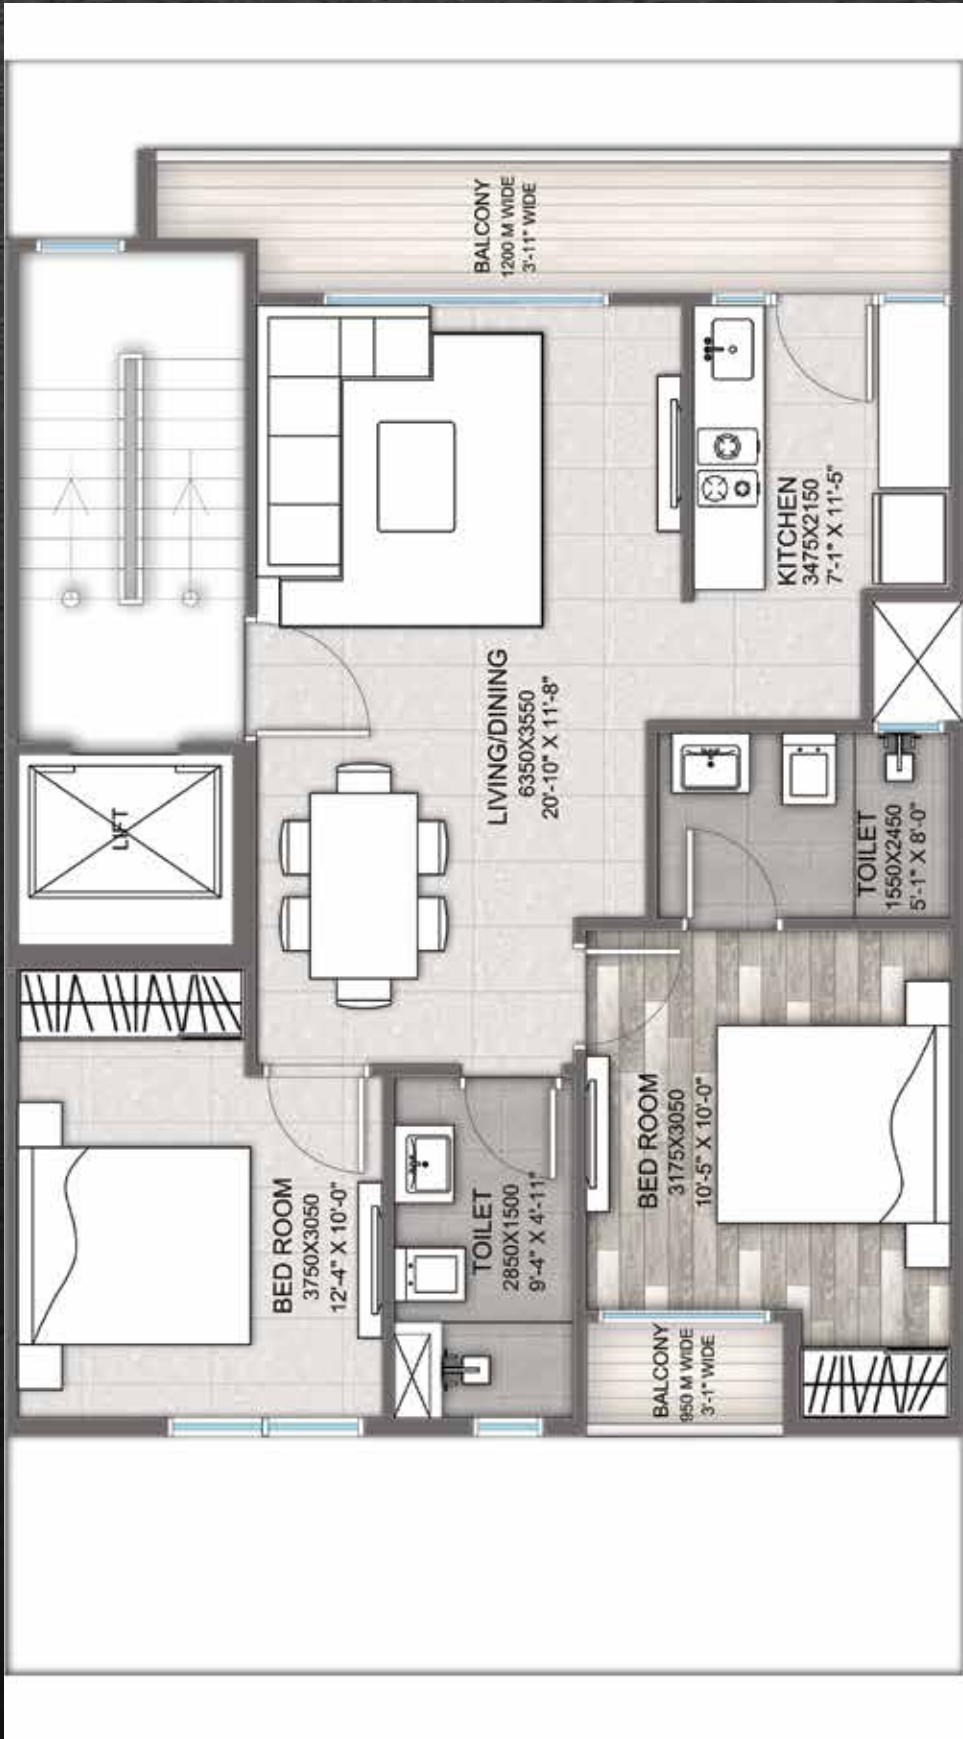 BALCONY
1200 M WIDE
3'-11" WIDE
KITCHEN
3475X2150
7'-1" X 11'-5"
LIVING/DINING
6350X3550
20'-10" X 11'-8"
LIFT
TOILET
1550X2450
5'-1" X 8'-0"
BED ROOM
3750X3050
12'-4" X 10'-0"
TOILET
2850X1500
9'-4" X 4'-11"
BED ROOM
3175X3050
10'-5" X 10'-0"
BALCONY
950 M WIDE
3'-1" WIDE